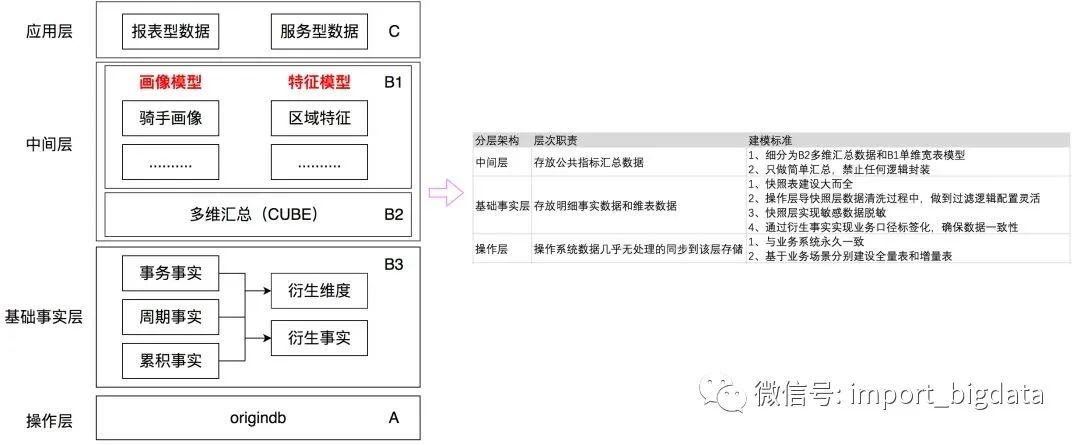 应用层
报表型数据
服务型数据
C
中间层
画像模型
特征模型
B1
骑手画像
区域特征
..........
..........
多维汇总（CUBE）
B2
基础事实层
B3
事务事实
周期事实
累积事实
衍生维度
衍生事实
操作层
origindb
A
分层架构 层次职责 建模标准
中间层 存放公共指标汇总数据
1、细分为B2多维汇总数据和B1单维宽表模型
2、只做简单汇总，禁止任何逻辑封装
基础事实层 存放明细事实数据和维表数据
1、快照表建设大而全
2、操作层导快照层数据清洗过程中，做到过滤逻辑配置灵活
3、快照层实现敏感数据脱敏
4、通过衍生事实实现业务口径标签化，确保数据一致性
操作层 操作系统数据几乎无处理的同步到该层存储
1、与业务系统永久一致
2、基于业务场景分别建设全量表和增量表
微信号: import_bigdata